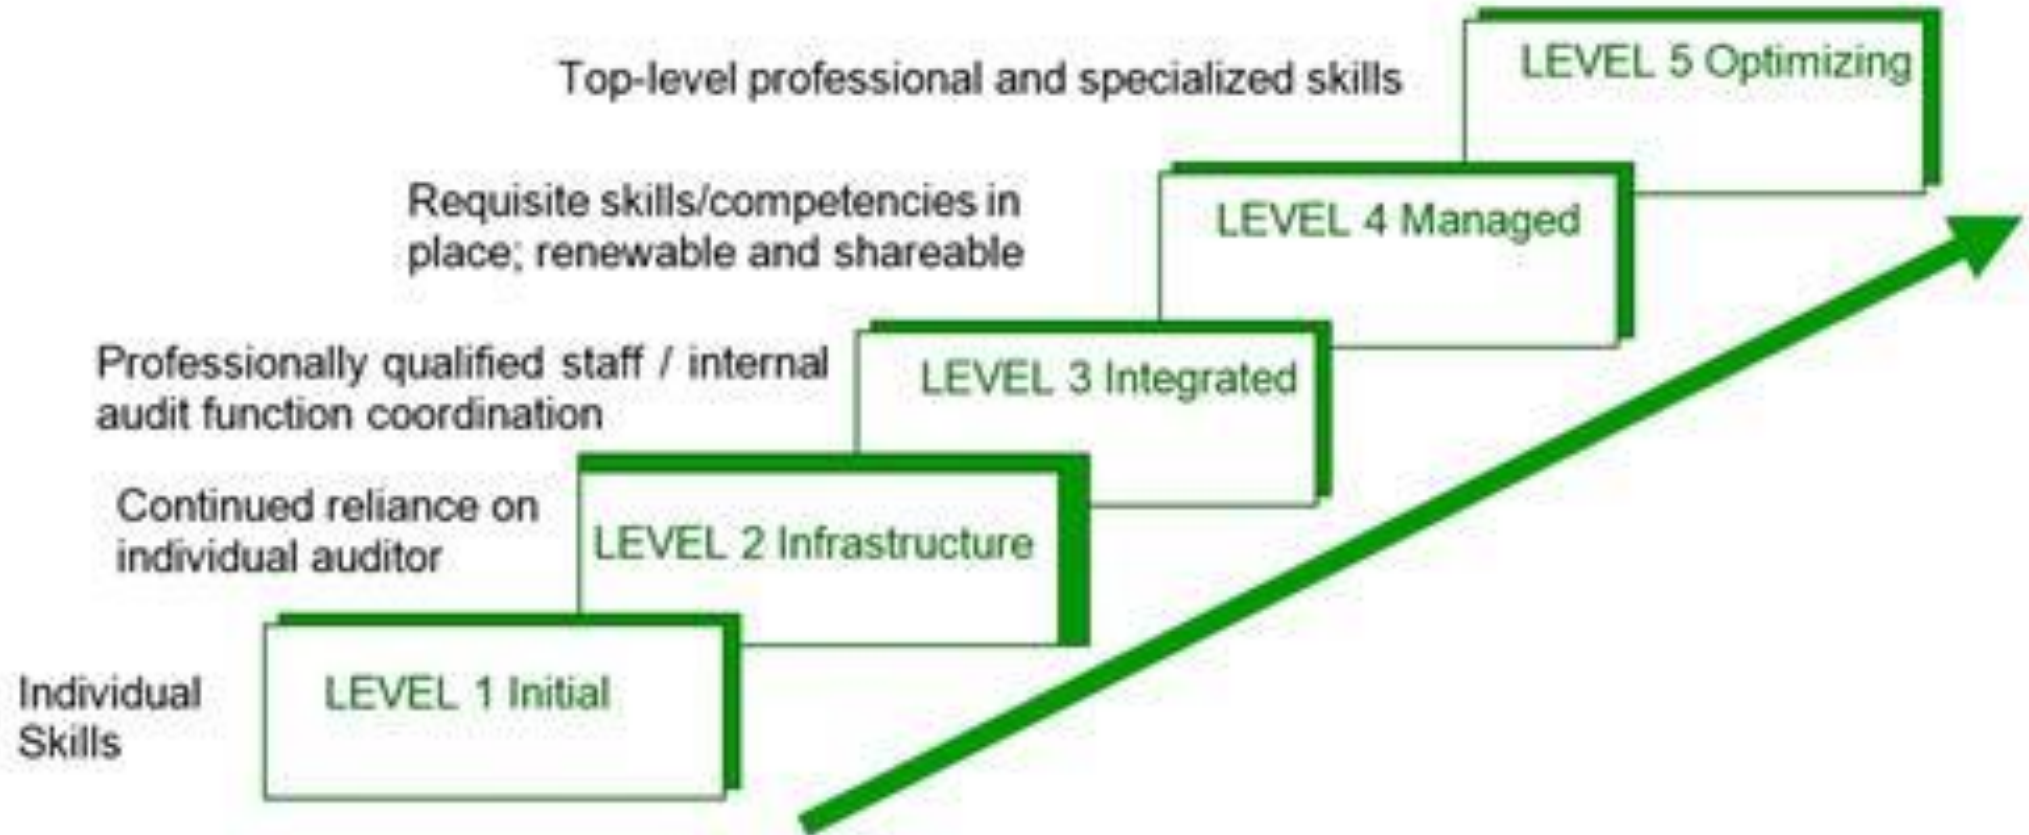 Top-level professional and specialized skills
LEVEL 5 Optimizing
Requisite skills/competencies in
place; renewable and shareable
LEVEL 4 Managed
Professionally qualified staff / internal
audit function coordination
LEVEL 3 Integrated
Continued reliance on
individual auditor
LEVEL 2 Infrastructure
Individual
Skills
LEVEL 1 Initial